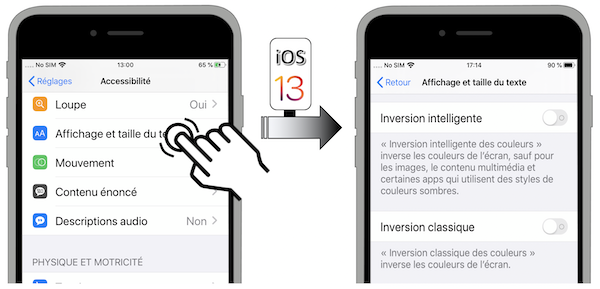 .... No SIM 13:00 65 %
Réglages Accessibilité
Loupe Oui
Affichage et taille du te
Mouvement
Contenu énoncé
Descriptions audio Non
PHYSIQUE ET MOTRICITÉ
iOS
13
.... No SIM 17:14 90 %
Retour Affichage et taille du texte
Inversion intelligente
« Inversion intelligente des couleurs »
inverse les couleurs de l’écran, sauf pour
les images, le contenu multimédia et
certaines apps qui utilisent des styles de
couleurs sombres.
Inversion classique
« Inversion classique des couleurs »
inverse les couleurs de l’écran.